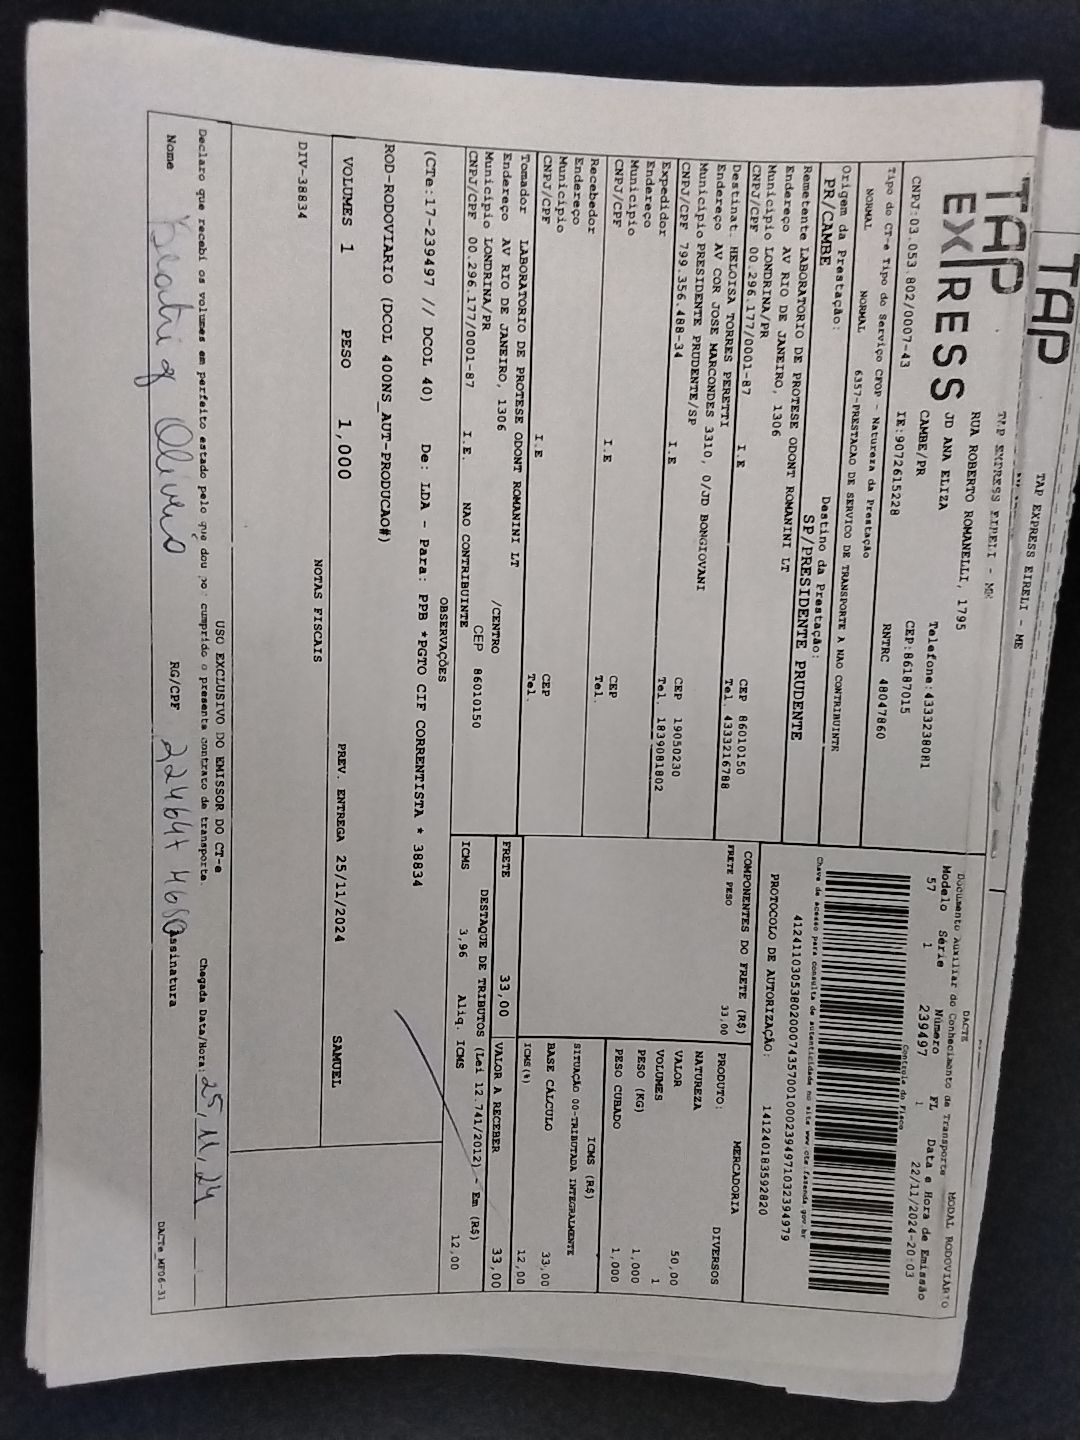 TAP
TAP EXPRESS EIRELI - ME
TAP
EXPRESS
TAP EXPRESS EIRELI - ME
RUA ROBERTO ROMANELLI, 1795
JD ANA ELIZA
CAMBE/PR
Telefone:4333238081
CEP:86187015
CNPJ:03.053.802/0007-43
IE:9072615228
RNTRC 48047860
DACTE
Documento Auxiliar do Conhecimento de Transporte
MODAL RODOVIÁRIO
Modelo Série Número FL Data e Hora de Emissão
57 1 239497 1 22/11/2024-20:03
Controle do Fisco
Chave de acesso para consulta de autenticidade no site www.cte.fazenda.gov.br
41241103053802000743570010002394971032394979
PROTOCOLO DE AUTORIZAÇÃO: 141240183592820
Tipo do CT-e Tipo do Serviço CFOP - Natureza da Prestação
NORMAL NORMAL 6357-PRESTACAO DE SERVICO DE TRANSPORTE A NAO CONTRIBUINTE
Origem da Prestação: Destino da Prestação:
PR/CAMBE SP/PRESIDENTE PRUDENTE
Remetente LABORATORIO DE PROTESE ODONT ROMANINI LT
Endereço AV RIO DE JANEIRO, 1306
Município LONDRINA/PR CEP 86010150
CNPJ/CPF 00.296.177/0001-87 I.E Tel. 4333216788
Destinat. HELOISA TORRES PERETTI
Endereço AV COR JOSE MARCONDES 3310, 0/JD BONGIOVANI
Município PRESIDENTE PRUDENTE/SP CEP 19050230
CNPJ/CPF 799.356.488-34 I.E Tel. 1839081802
Expedidor
Endereço
Município CEP
CNPJ/CPF I.E Tel.
Recebedor
Endereço
Município CEP
CNPJ/CPF I.E Tel.
Tomador LABORATORIO DE PROTESE ODONT ROMANINI LT
Endereço AV RIO DE JANEIRO, 1306 /CENTRO
Município LONDRINA/PR CEP 86010150
CNPJ/CPF 00.296.177/0001-87 I.E. NAO CONTRIBUINTE
COMPONENTES DO FRETE (R$)
FRETE PESO 33,00
PRODUTO: MERCADORIA
NATUREZA DIVERSOS
VALOR 50,00
VOLUMES 1
PESO (KG) 1,000
PESO CUBADO 1,000
ICMS (R$)
SITUAÇÃO 00-TRIBUTADA INTEGRALMENTE
BASE CÁLCULO 33,00
ICMS(%) 12,00
FRETE 33,00 VALOR A RECEBER 33,00
DESTAQUE DE TRIBUTOS (Lei 12.741/2012) - Em (R$)
ICMS 3,96 Aliq. ICMS 12,00
OBSERVAÇÕES
(CTe:17-239497 // DCOL 40) De: LDA - Para: PPB *PGTO CIF CORRENTISTA * 38834
ROD-RODOVIARIO (DCOL 400NS_AUT-PRODUCAO#)
VOLUMES 1 PESO 1,000 PREV. ENTREGA 25/11/2024 SAMUEL
NOTAS FISCAIS
DIV-38834
USO EXCLUSIVO DO EMISSOR DO CT-e
Declaro que recebi os volumes em perfeito estado pelo que dou por cumprido o presente contrato de transporte. Chegada Data/Hora: 25, 11, 24
Nome Beatriz Oliveira RG/CPF Assinatura
DACTe_MF06-31